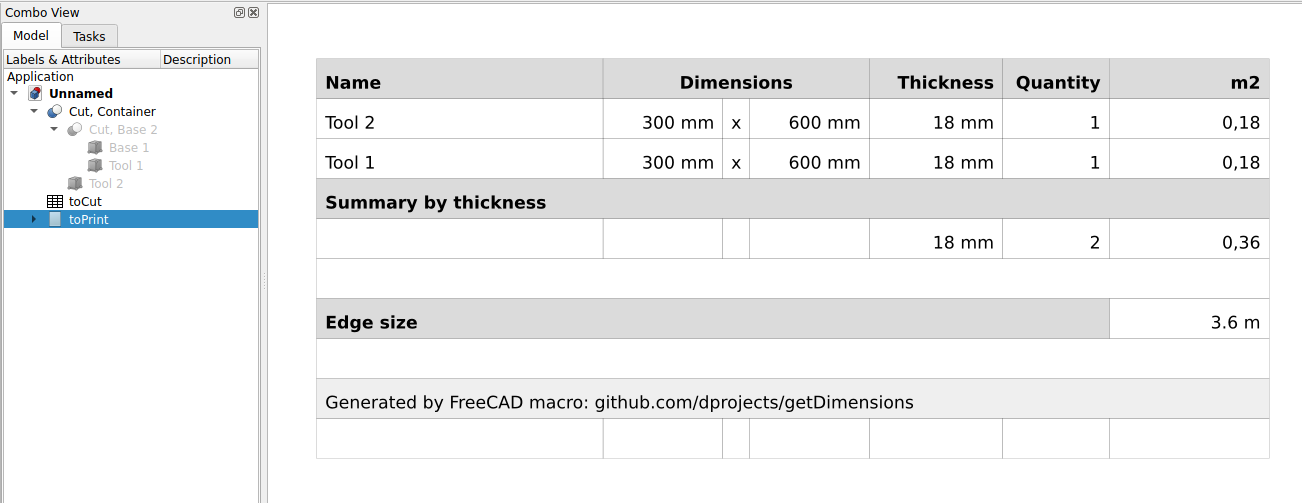 Combo View
Model Tasks
Labels & Attributes Description
Application
Unnamed
Cut, Container
Cut, Base 2
Base 1
Tool 1
Tool 2
toCut
toPrint
Name Dimensions Thickness Quantity m2
Tool 2 300 mm x 600 mm 18 mm 1 0,18
Tool 1 300 mm x 600 mm 18 mm 1 0,18
Summary by thickness
18 mm 2 0,36
Edge size 3.6 m
Generated by FreeCAD macro: github.com/dprojects/getDimensions